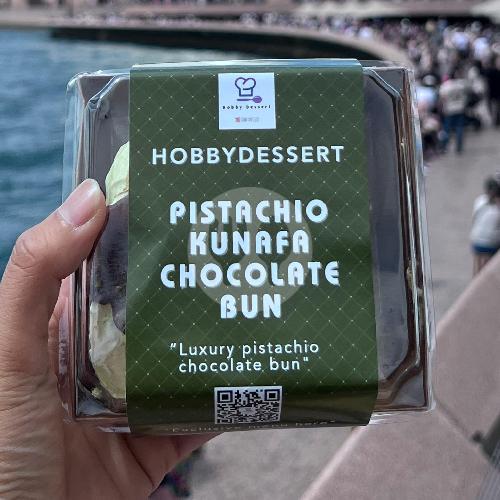 Hobby Dessert
HOBBYDESSERT
PISTACHIO
KUNAFA
CHOCOLATE
BUN
"Luxury pistachio
chocolate bun"